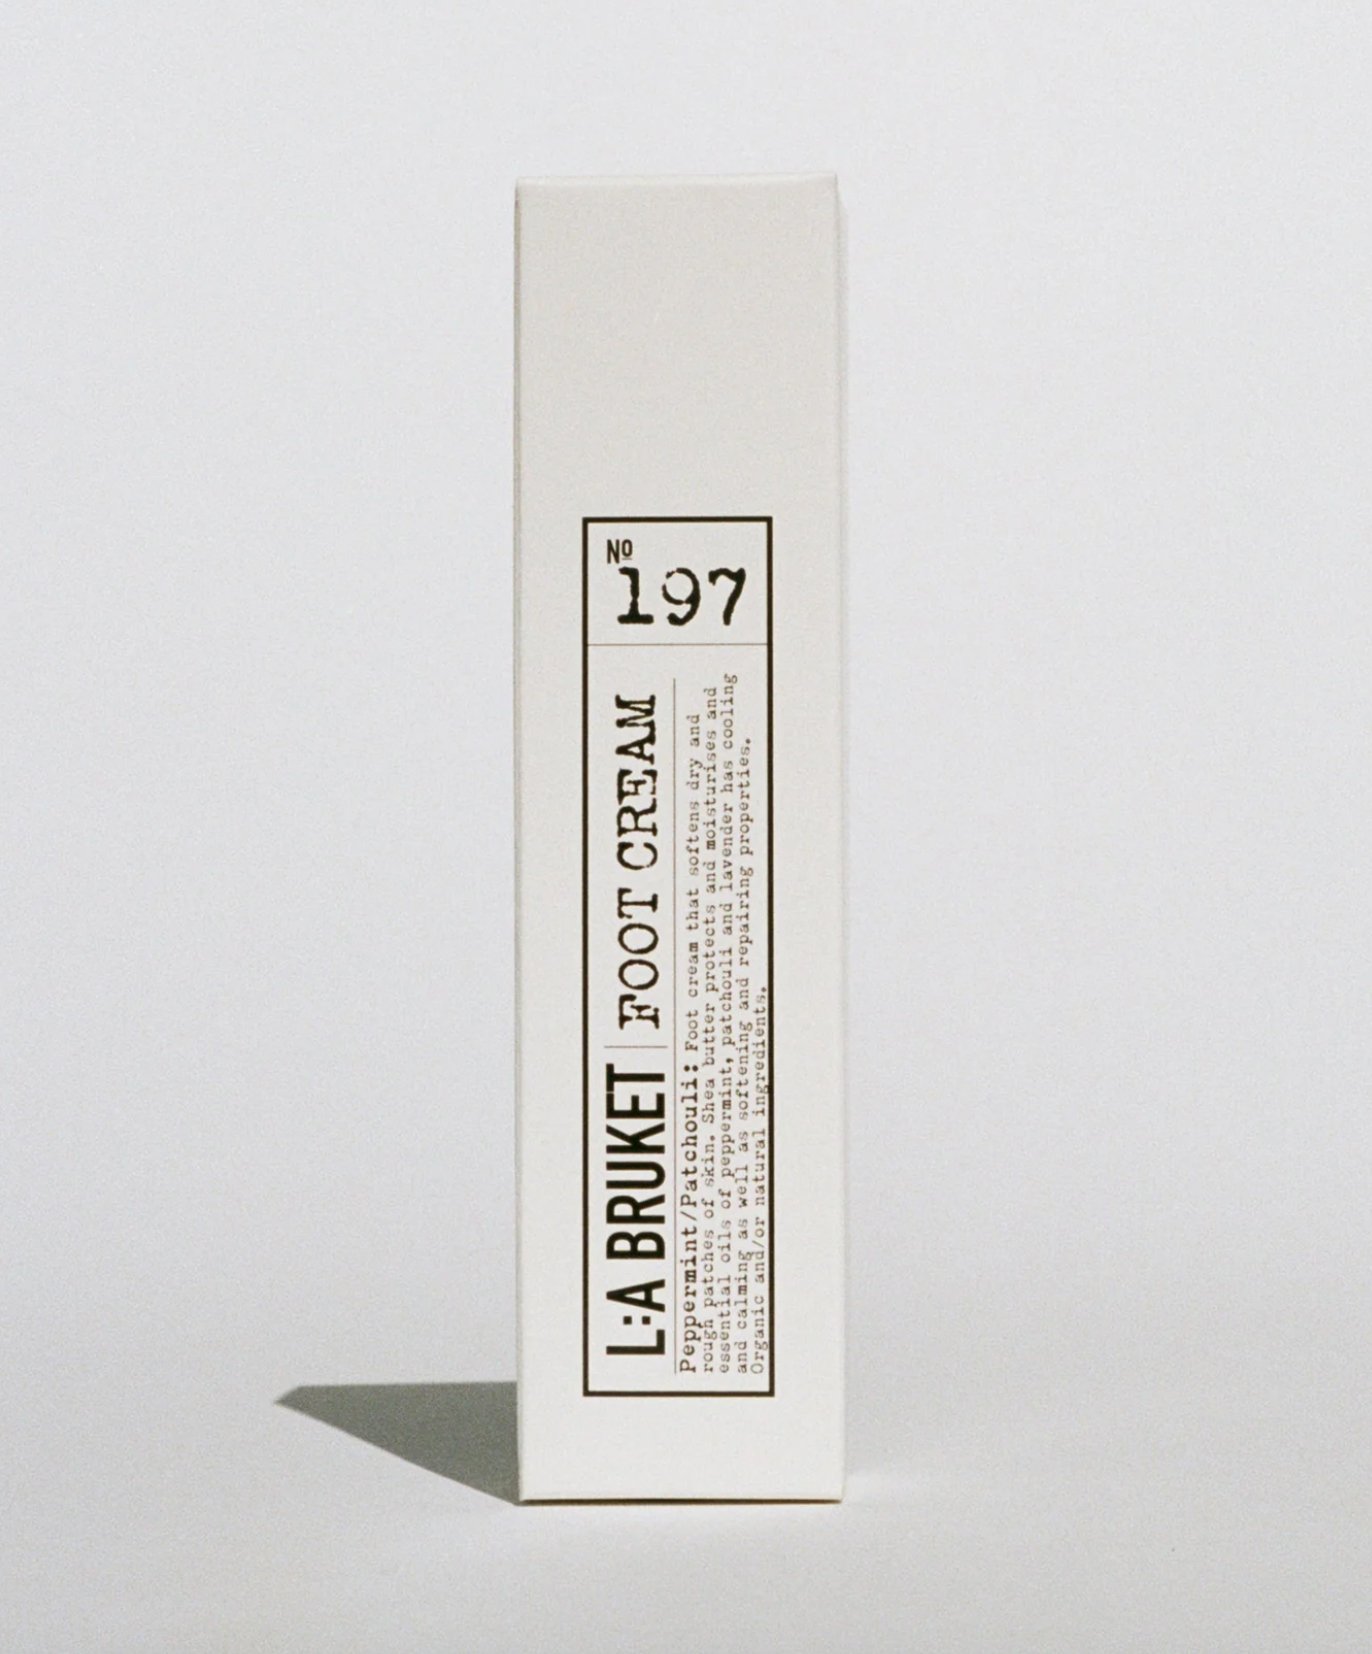 Nº
197
L:A BRUKET | FOOT CREAM
Peppermint/Patchouli: Foot cream that softens dry and
rough patches of skin. Shea butter protects and moisturises and
essential oils of peppermint, patchouli and lavender has cooling
and calming as well as softening and repairing properties.
Organic and/or natural ingredients.